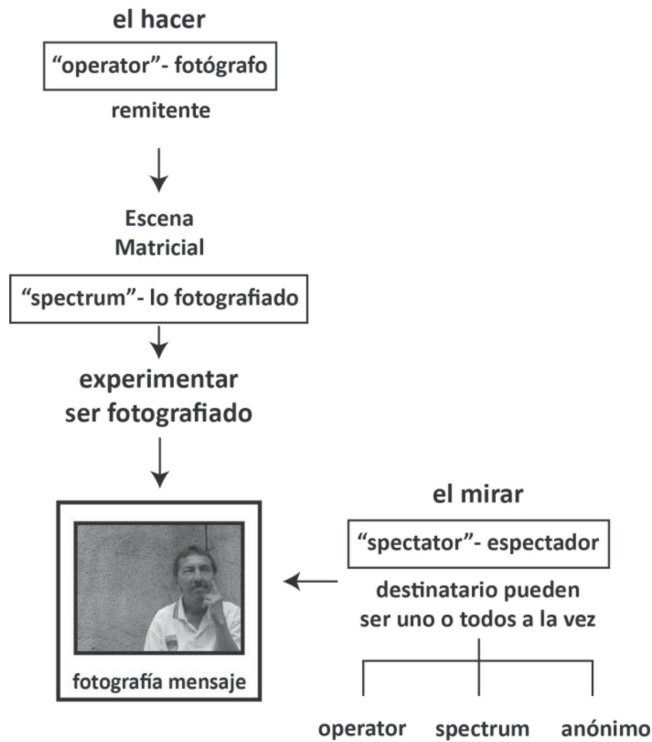 el hacer
“operator”- fotógrafo
remitente
Escena
Matricial
“spectrum”- lo fotografiado
experimentar
ser fotografiado
fotografía mensaje
el mirar
“spectator”- espectador
destinatario pueden
ser uno o todos a la vez
operator spectrum anónimo